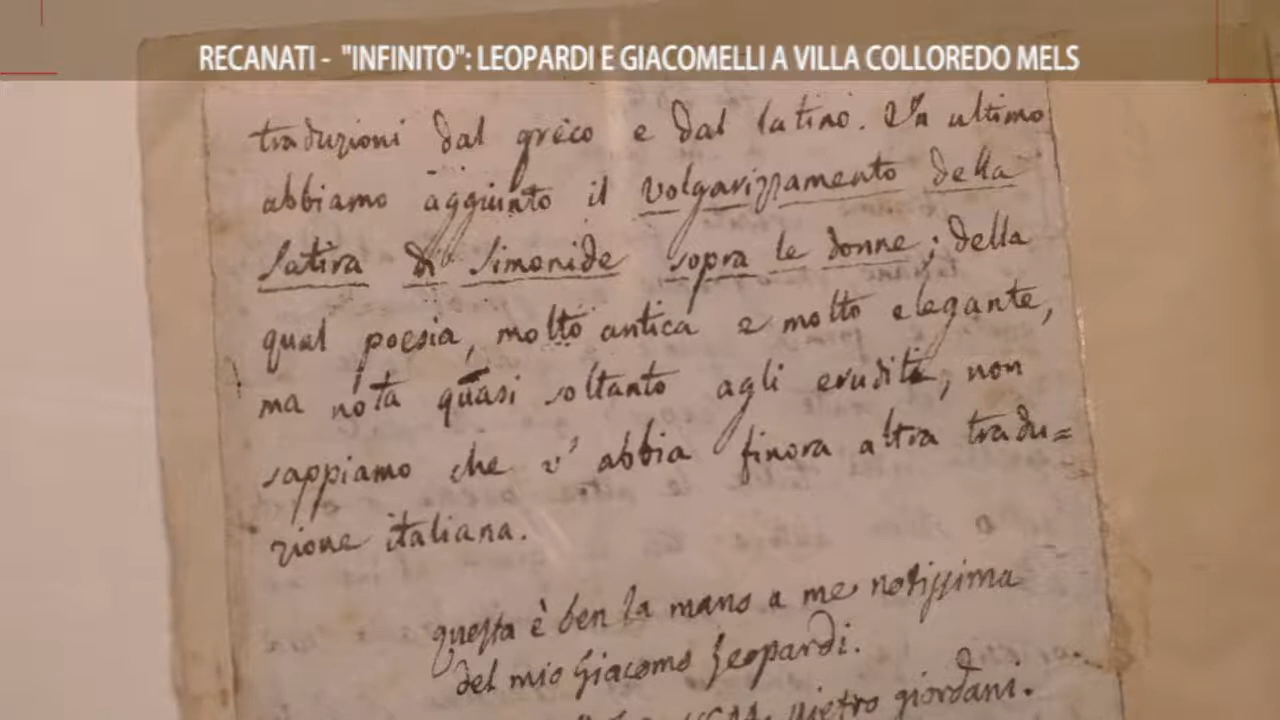 RECANATI - "INFINITO": LEOPARDI E GIACOMELLI A VILLA COLLOREDO MELS
traduzioni dal greco e dal latino. In ultimo
abbiamo aggiunto il volgarizzamento della
Satira di Simonide sopra le donne; della
qual poesia, molto antica e molto elegante,
ma nota quasi soltanto agli eruditi, non
sappiamo che v'abbia finora altra tradu=
zione italiana.
questa è ben la mano a me notissima
del mio Giacomo Leopardi.
pietro giordani.